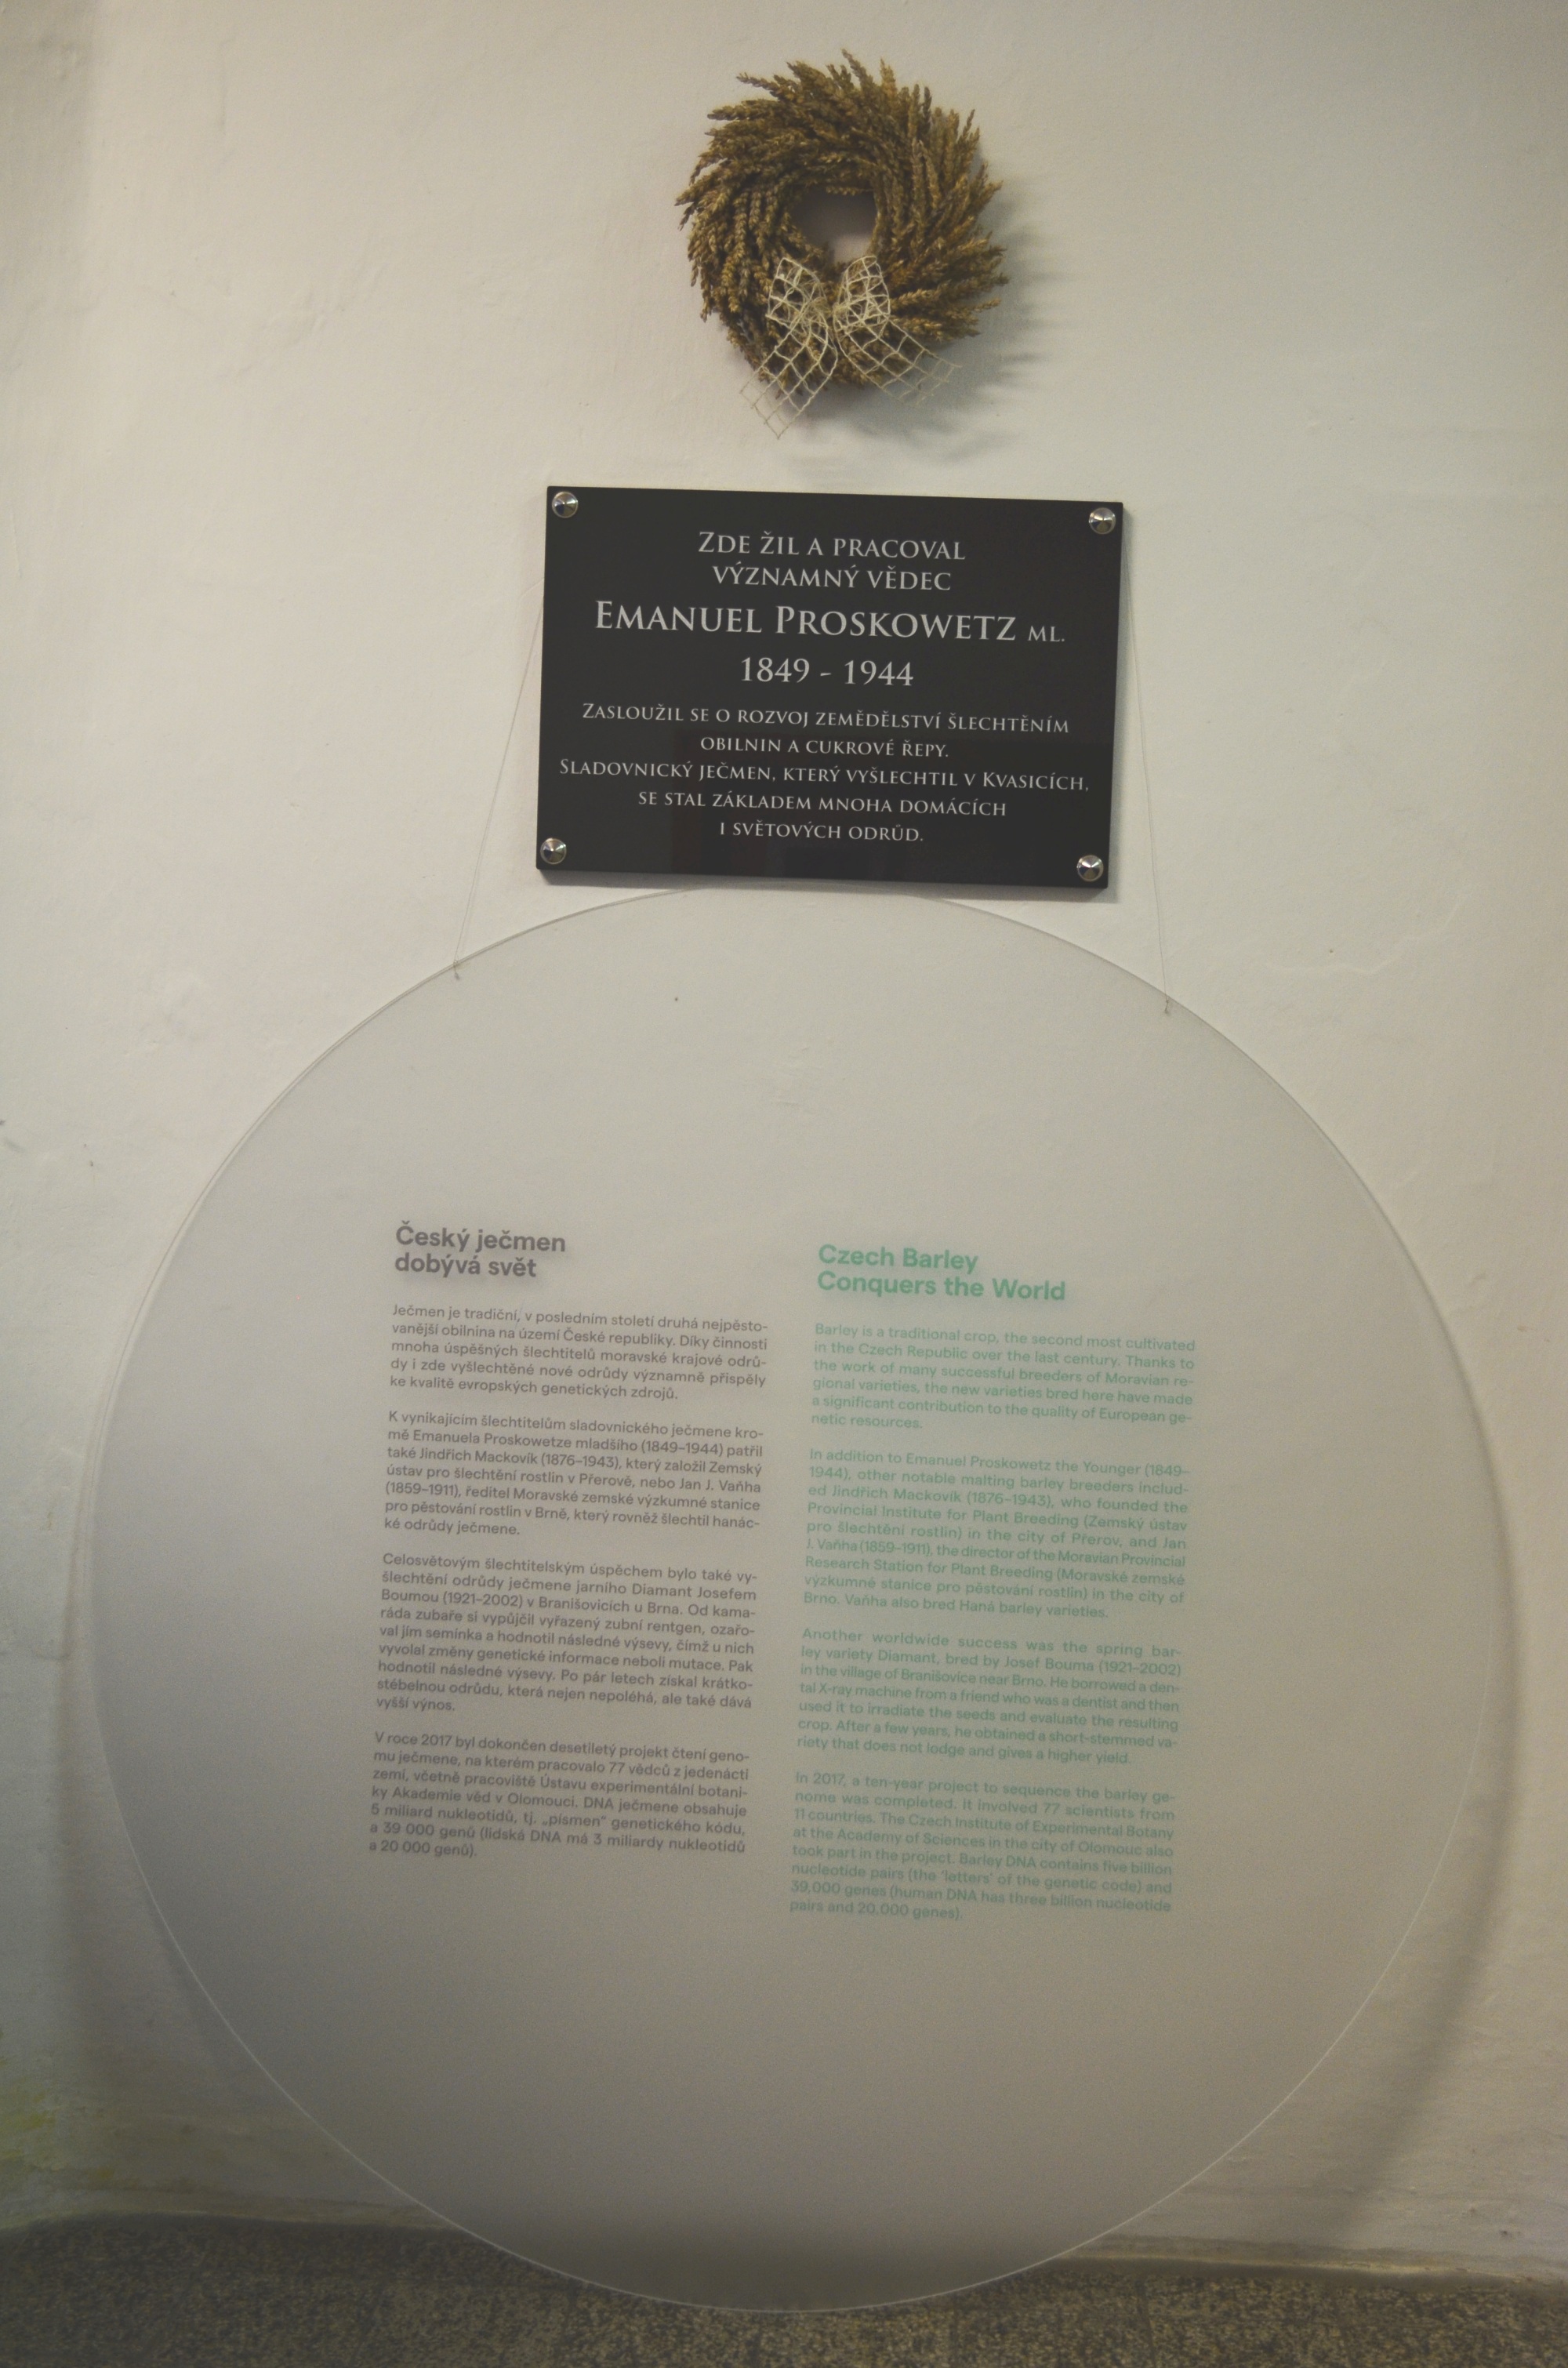 Zde žil a pracoval
významný vědec
Emanuel Proskowetz ml.
1849 - 1944
Zasloužil se o rozvoj zemědělství šlechtěním
obilnin a cukrové řepy.
Sladovnický ječmen, který vyšlechtil v Kvasicích,
se stal základem mnoha domácích
i světových odrůd.
Český ječmen
dobývá svět
Ječmen je tradiční, v posledním století druhá nejpěsto-
vanější obilnina na území České republiky. Díky činnosti
mnoha úspěšných šlechtitelů moravské krajové odrů-
dy i zde vyšlechtěné nové odrůdy významně přispěly
ke kvalitě evropských genetických zdrojů.
K vynikajícím šlechtitelům sladovnického ječmene kro-
mě Emanuela Proskowetze mladšího (1849–1944) patřil
také Jindřich Mackovík (1876–1943), který založil Zemský
ústav pro šlechtění rostlin v Přerově, nebo Jan J. Vaňha
(1859–1911), ředitel Moravské zemské výzkumné stanice
pro pěstování rostlin v Brně, který rovněž šlechtil hanác-
ké odrůdy ječmene.
Celosvětovým šlechtitelským úspěchem bylo také vy-
šlechtění odrůdy ječmene jarního Diamant Josefem
Boumou (1921–2002) v Branišovicích u Brna. Od kama-
ráda zubaře si vypůjčil vyřazený zubní rentgen, ozařo-
val jím semínka a hodnotil následné výsevy, čímž u nich
vyvolal změny genetické informace neboli mutace. Pak
hodnotil následné výsevy. Po pár letech získal krátko-
stébelnou odrůdu, která nejen nepoléhá, ale také dává
vyšší výnos.
V roce 2017 byl dokončen desetiletý projekt čtení geno-
mu ječmene, na kterém pracovalo 77 vědců z jedenácti
zemí, včetně pracoviště Ústavu experimentální botani-
ky Akademie věd v Olomouci. DNA ječmene obsahuje
5 miliard nukleotidů, tj. „písmen“ genetického kódu,
a 39 000 genů (lidská DNA má 3 miliardy nukleotidů
a 20 000 genů).
Czech Barley
Conquers the World
Barley is a traditional crop, the second most cultivated
in the Czech Republic over the last century. Thanks to
the work of many successful breeders of Moravian re-
gional varieties, the new varieties bred here have made
a significant contribution to the quality of European ge-
netic resources.
In addition to Emanuel Proskowetz the Younger (1849–
1944), other notable malting barley breeders includ-
ed Jindřich Mackovík (1876–1943), who founded the
Provincial Institute for Plant Breeding (Zemský ústav
pro šlechtění rostlin) in the city of Přerov, and Jan
J. Vaňha (1859–1911), the director of the Moravian Provincial
Research Station for Plant Breeding (Moravské zemské
výzkumné stanice pro pěstování rostlin) in the city of
Brno. Vaňha also bred Haná barley varieties.
Another worldwide success was the spring bar-
ley variety Diamant, bred by Josef Bouma (1921–2002)
in the village of Branišovice near Brno. He borrowed a den-
tal X-ray machine from a friend who was a dentist and then
used it to irradiate the seeds and evaluate the resulting
crop. After a few years, he obtained a short-stemmed va-
riety that does not lodge and gives a higher yield.
In 2017, a ten-year project to sequence the barley ge-
nome was completed. It involved 77 scientists from
11 countries. The Czech Institute of Experimental Botany
at the Academy of Sciences in the city of Olomouc also
took part in the project. Barley DNA contains five billion
nucleotide pairs (the ‘letters’ of the genetic code) and
39,000 genes (human DNA has three billion nucleotide
pairs and 20,000 genes).